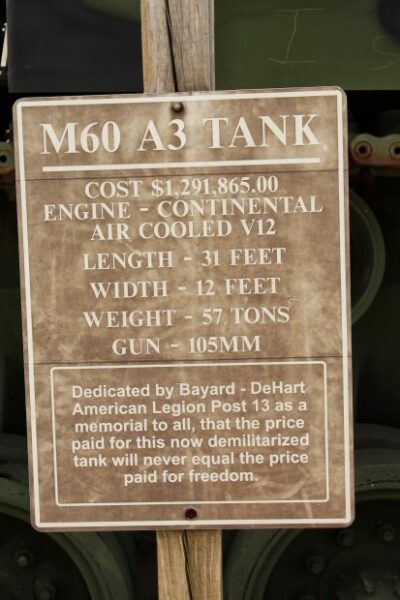 M60 A3 TANK
COST $1,291,865.00
ENGINE - CONTINENTAL
AIR COOLED V12
LENGTH - 31 FEET
WIDTH - 12 FEET
WEIGHT - 57 TONS
GUN - 105MM
Dedicated by Bayard - DeHart
American Legion Post 13 as a
memorial to all, that the price
paid for this now demilitarized
tank will never equal the price
paid for freedom.